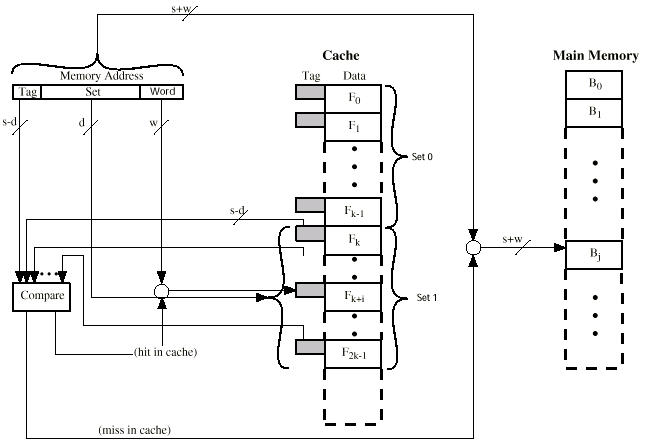 s+w
Cache
Main Memory
Memory Address
Tag Data
Tag Set Word
F0
B0
F1
B1
s-d d w
Set 0
s-d
Fk-1
Fk
s+w
Bj
•••
Compare
Fk+i
Set 1
(hit in cache)
F2k-1
(miss in cache)